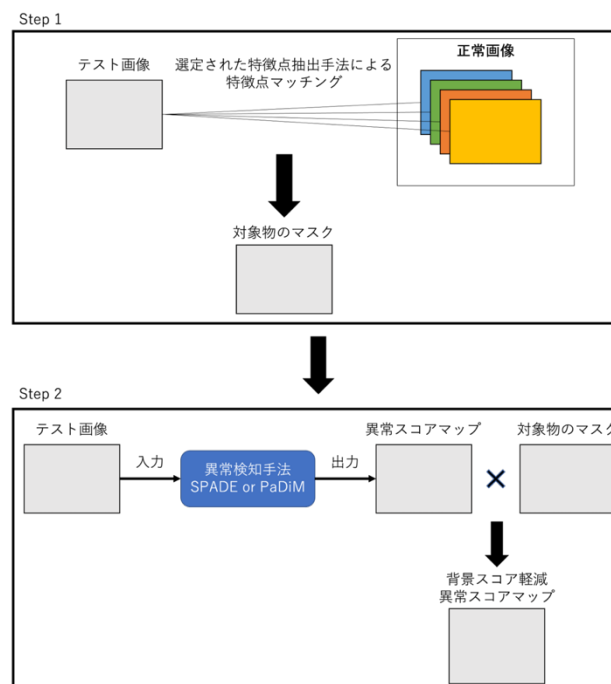 Step 1
テスト画像
選定された特徴点抽出手法による
特徴点マッチング
正常画像
対象物のマスク
Step 2
テスト画像
入力
異常検知手法
SPADE or PaDiM
出力
異常スコアマップ
対象物のマスク
背景スコア軽減
異常スコアマップ